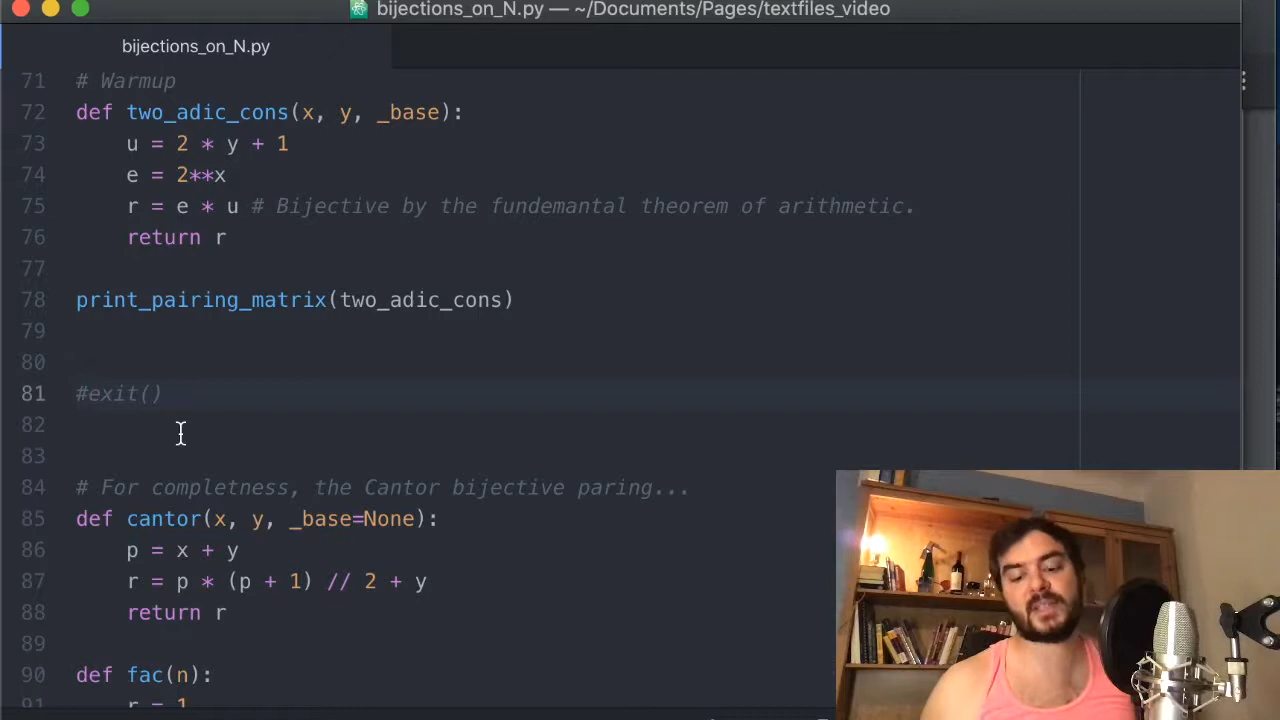 bijections_on_N.py — ~/Documents/Pages/textfiles_video
bijections_on_N.py
71 # Warmup
72 def two_adic_cons(x, y, _base):
73 u = 2 * y + 1
74 e = 2**x
75 r = e * u # Bijective by the fundemantal theorem of arithmetic.
76 return r
77
78 print_pairing_matrix(two_adic_cons)
79
80
81 #exit()
82
83
84 # For completness, the Cantor bijective paring...
85 def cantor(x, y, _base=None):
86 p = x + y
87 r = p * (p + 1) // 2 + y
88 return r
89
90 def fac(n):
91 r = 1